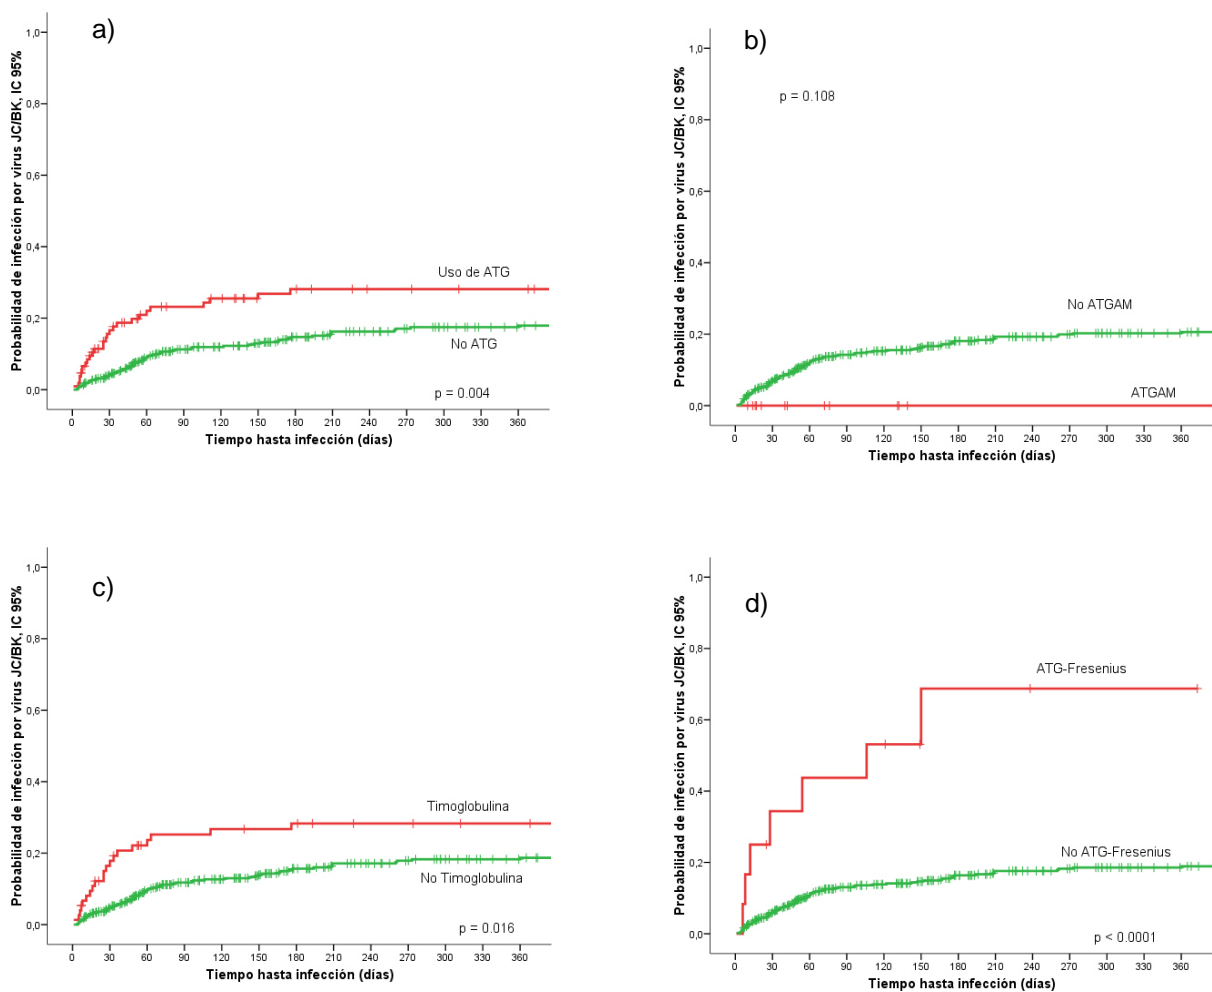 a)
Probabilidad de infección por virus JC/BK, IC 95%
1,0
0,8
0,6
0,4
0,2
0,0
Uso de ATG
No ATG
p = 0.004
0 30 60 90 120 150 180 210 240 270 300 330 360
Tiempo hasta infección (días)
b)
Probabilidad de infección por virus JC/BK, IC 95%
1,0
0,8
0,6
0,4
0,2
0,0
p = 0.108
No ATGAM
ATGAM
0 30 60 90 120 150 180 210 240 270 300 330 360
Tiempo hasta infección (días)
c)
Probabilidad de infección por virus JC/BK, IC 95%
1,0
0,8
0,6
0,4
0,2
0,0
Timoglobulina
No Timoglobulina
p = 0.016
0 30 60 90 120 150 180 210 240 270 300 330 360
Tiempo hasta infección (días)
d)
Probabilidad de infección por virus JC/BK, IC 95%
1,0
0,8
0,6
0,4
0,2
0,0
ATG-Fresenius
No ATG-Fresenius
p < 0.0001
0 30 60 90 120 150 180 210 240 270 300 330 360
Tiempo hasta infección (días)